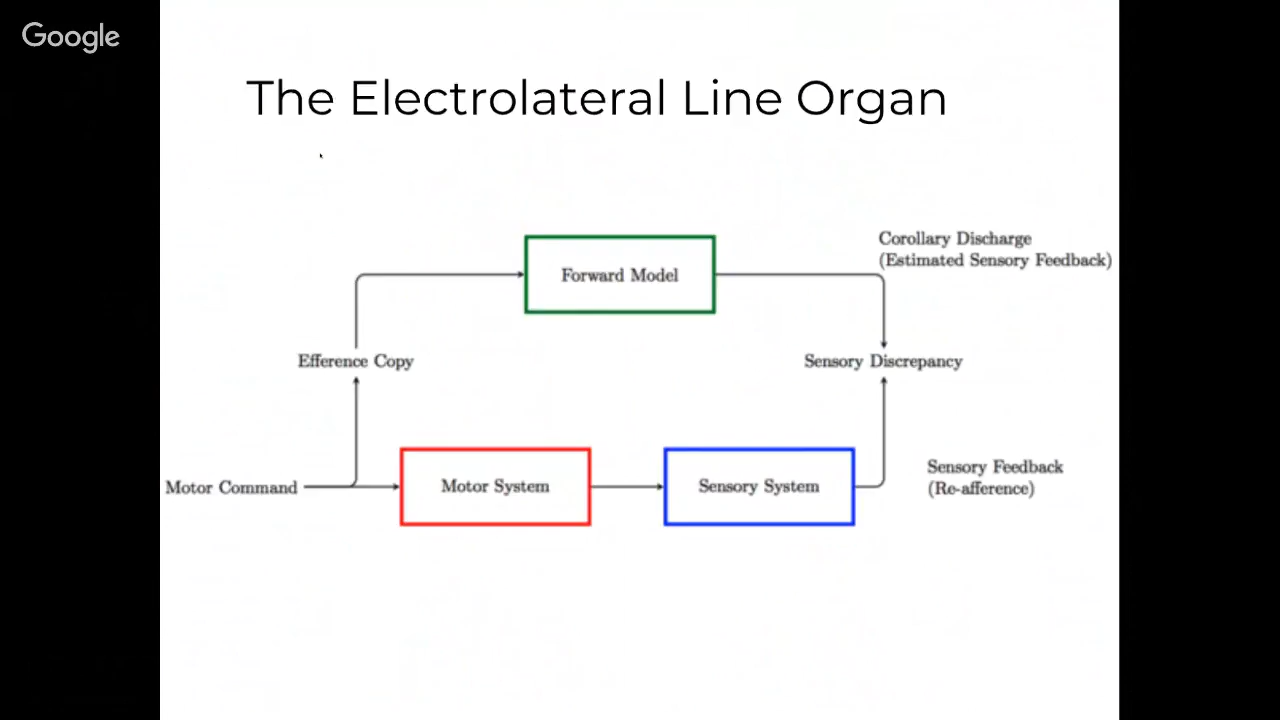 Google
The Electrolateral Line Organ
Corollary Discharge
(Estimated Sensory Feedback)
Forward Model
Efference Copy
Sensory Discrepancy
Motor Command
Motor System
Sensory System
Sensory Feedback
(Re-afference)